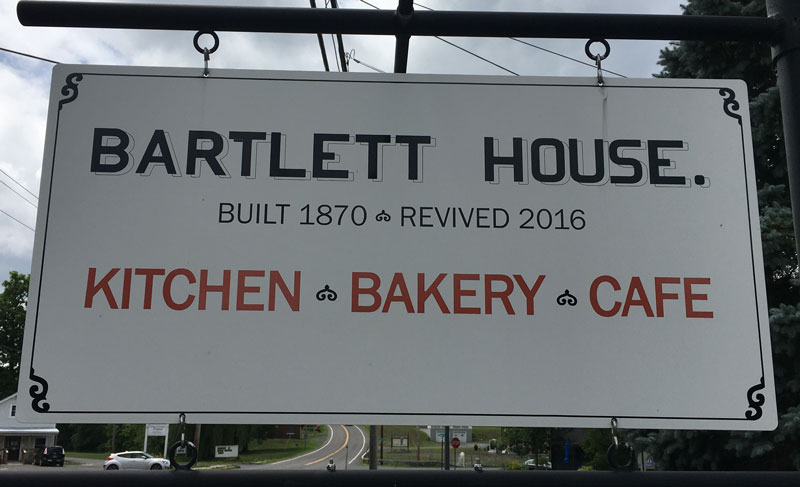 BARTLETT HOUSE.
BUILT 1870 REVIVED 2016
KITCHEN BAKERY CAFE